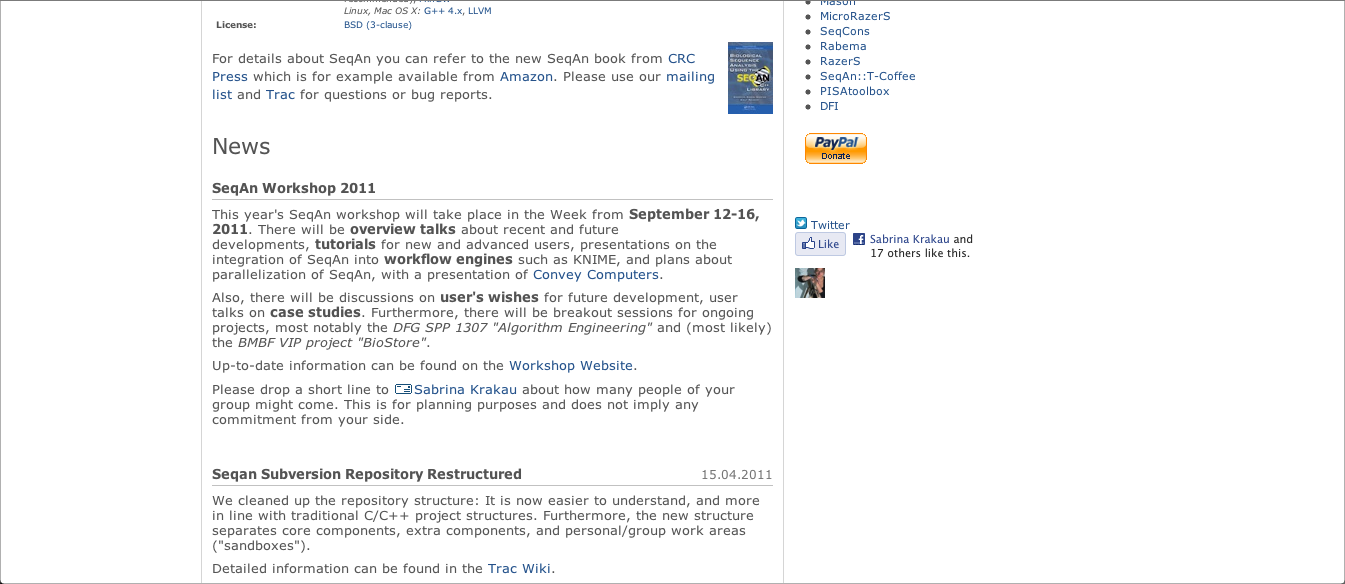 Linux, Mac OS X: G++ 4.x, LLVM
License: BSD (3-clause)
For details about SeqAn you can refer to the new SeqAn book from CRC
Press which is for example available from Amazon. Please use our mailing
list and Trac for questions or bug reports.
BIOLOGICAL
SEQUENCE
ANALYSIS
USING THE
SEQAN
LIBRARY
News
SeqAn Workshop 2011
This year's SeqAn workshop will take place in the Week from September 12-16,
2011. There will be overview talks about recent and future
developments, tutorials for new and advanced users, presentations on the
integration of SeqAn into workflow engines such as KNIME, and plans about
parallelization of SeqAn, with a presentation of Convey Computers.
Also, there will be discussions on user's wishes for future development, user
talks on case studies. Furthermore, there will be breakout sessions for ongoing
projects, most notably the DFG SPP 1307 "Algorithm Engineering" and (most likely)
the BMBF VIP project "BioStore".
Up-to-date information can be found on the Workshop Website.
Please drop a short line to Sabrina Krakau about how many people of your
group might come. This is for planning purposes and does not imply any
commitment from your side.
Seqan Subversion Repository Restructured 15.04.2011
We cleaned up the repository structure: It is now easier to understand, and more
in line with traditional C/C++ project structures. Furthermore, the new structure
separates core components, extra components, and personal/group work areas
("sandboxes").
Detailed information can be found in the Trac Wiki.
Mason
MicroRazerS
SeqCons
Rabema
RazerS
SeqAn::T-Coffee
PISAtoolbox
DFI
PayPal
Donate
Twitter
Like
Sabrina Krakau and
17 others like this.